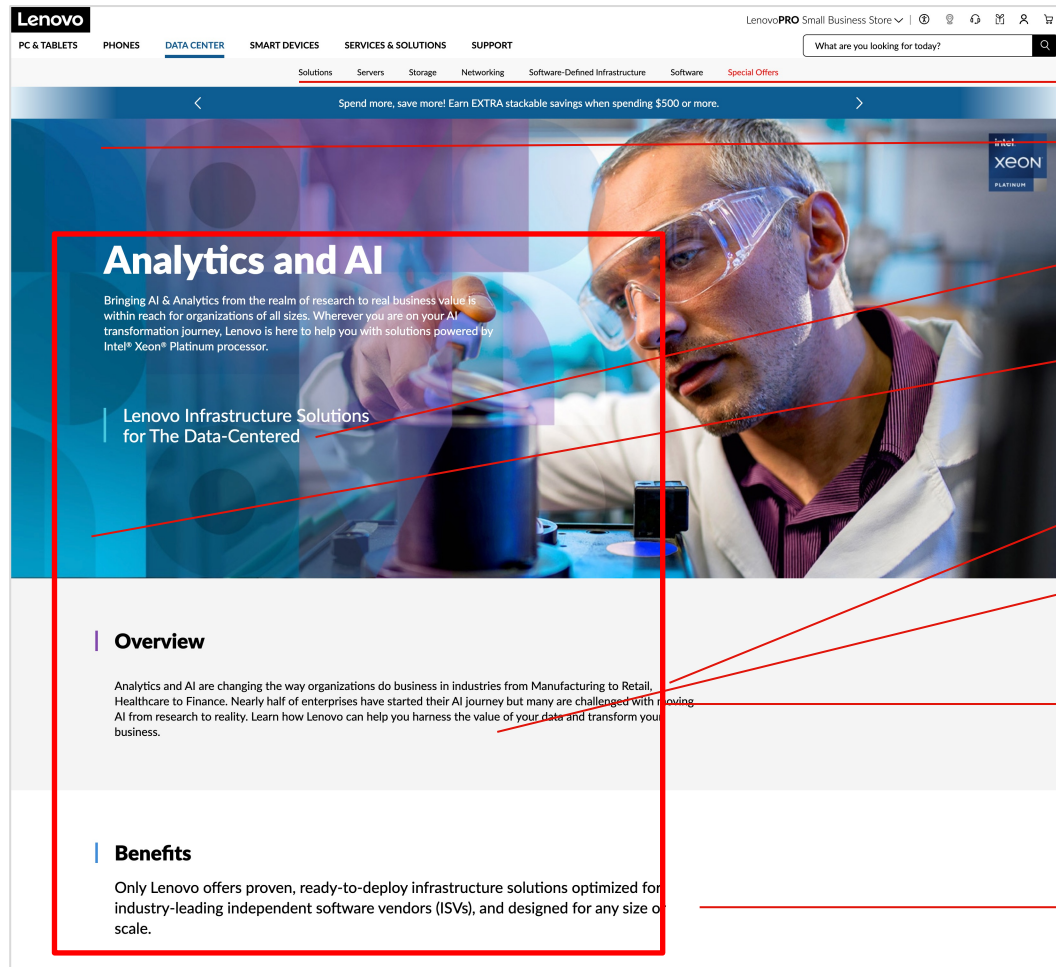 Lenovo
LenovoPRO Small Business Store
PC & TABLETS PHONES DATA CENTER SMART DEVICES SERVICES & SOLUTIONS SUPPORT
What are you looking for today?
Solutions Servers Storage Networking Software-Defined Infrastructure Software Special Offers
Spend more, save more! Earn EXTRA stackable savings when spending $500 or more.
intel
XEON
PLATINUM
Analytics and AI
Bringing AI & Analytics from the realm of research to real business value is
within reach for organizations of all sizes. Wherever you are on your AI
transformation journey, Lenovo is here to help you with solutions powered by
Intel® Xeon® Platinum processor.
Lenovo Infrastructure Solutions
for The Data-Centered
Overview
Analytics and AI are changing the way organizations do business in industries from Manufacturing to Retail,
Healthcare to Finance. Nearly half of enterprises have started their AI journey but many are challenged with moving
AI from research to reality. Learn how Lenovo can help you harness the value of your data and transform your
business.
Benefits
Only Lenovo offers proven, ready-to-deploy infrastructure solutions optimized for
industry-leading independent software vendors (ISVs), and designed for any size or
scale.